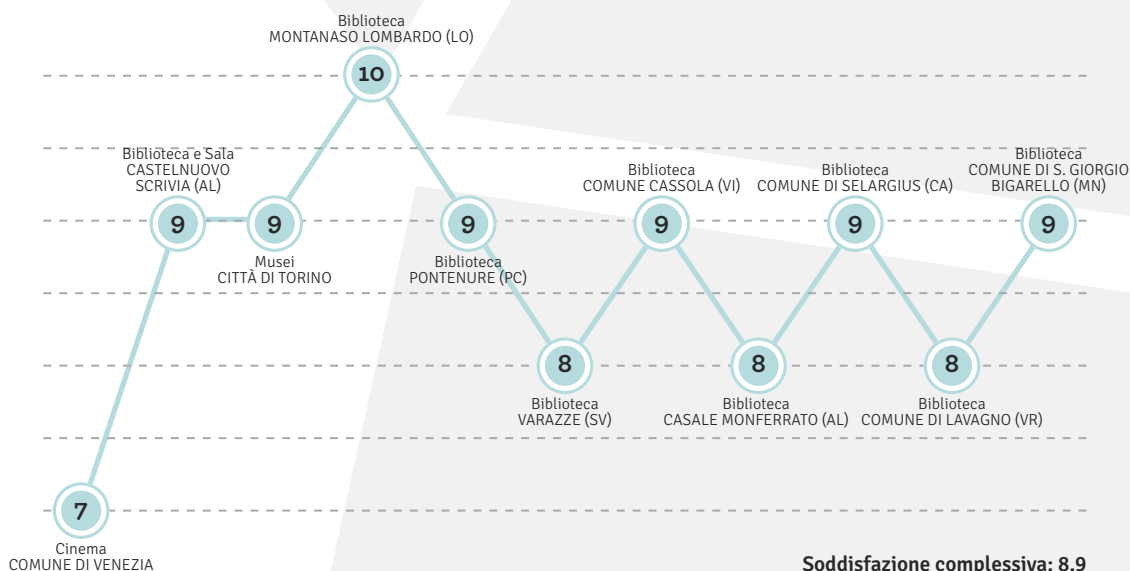 Biblioteca
MONTANASO LOMBARDO (LO)
10
Biblioteca e Sala
CASTELNUOVO
SCRIVIA (AL)
9
9
Musei
CITTÀ DI TORINO
9
Biblioteca
PONTENURE (PC)
Biblioteca
COMUNE CASSOLA (VI)
9
Biblioteca
COMUNE DI SELARGIUS (CA)
9
Biblioteca
COMUNE DI S. GIORGIO
BIGARELLO (MN)
9
8
Biblioteca
VARAZZE (SV)
8
Biblioteca
CASALE MONFERRATO (AL)
8
Biblioteca
COMUNE DI LAVAGNO (VR)
7
Cinema
COMUNE DI VENEZIA
Soddisfazione complessiva: 8,9